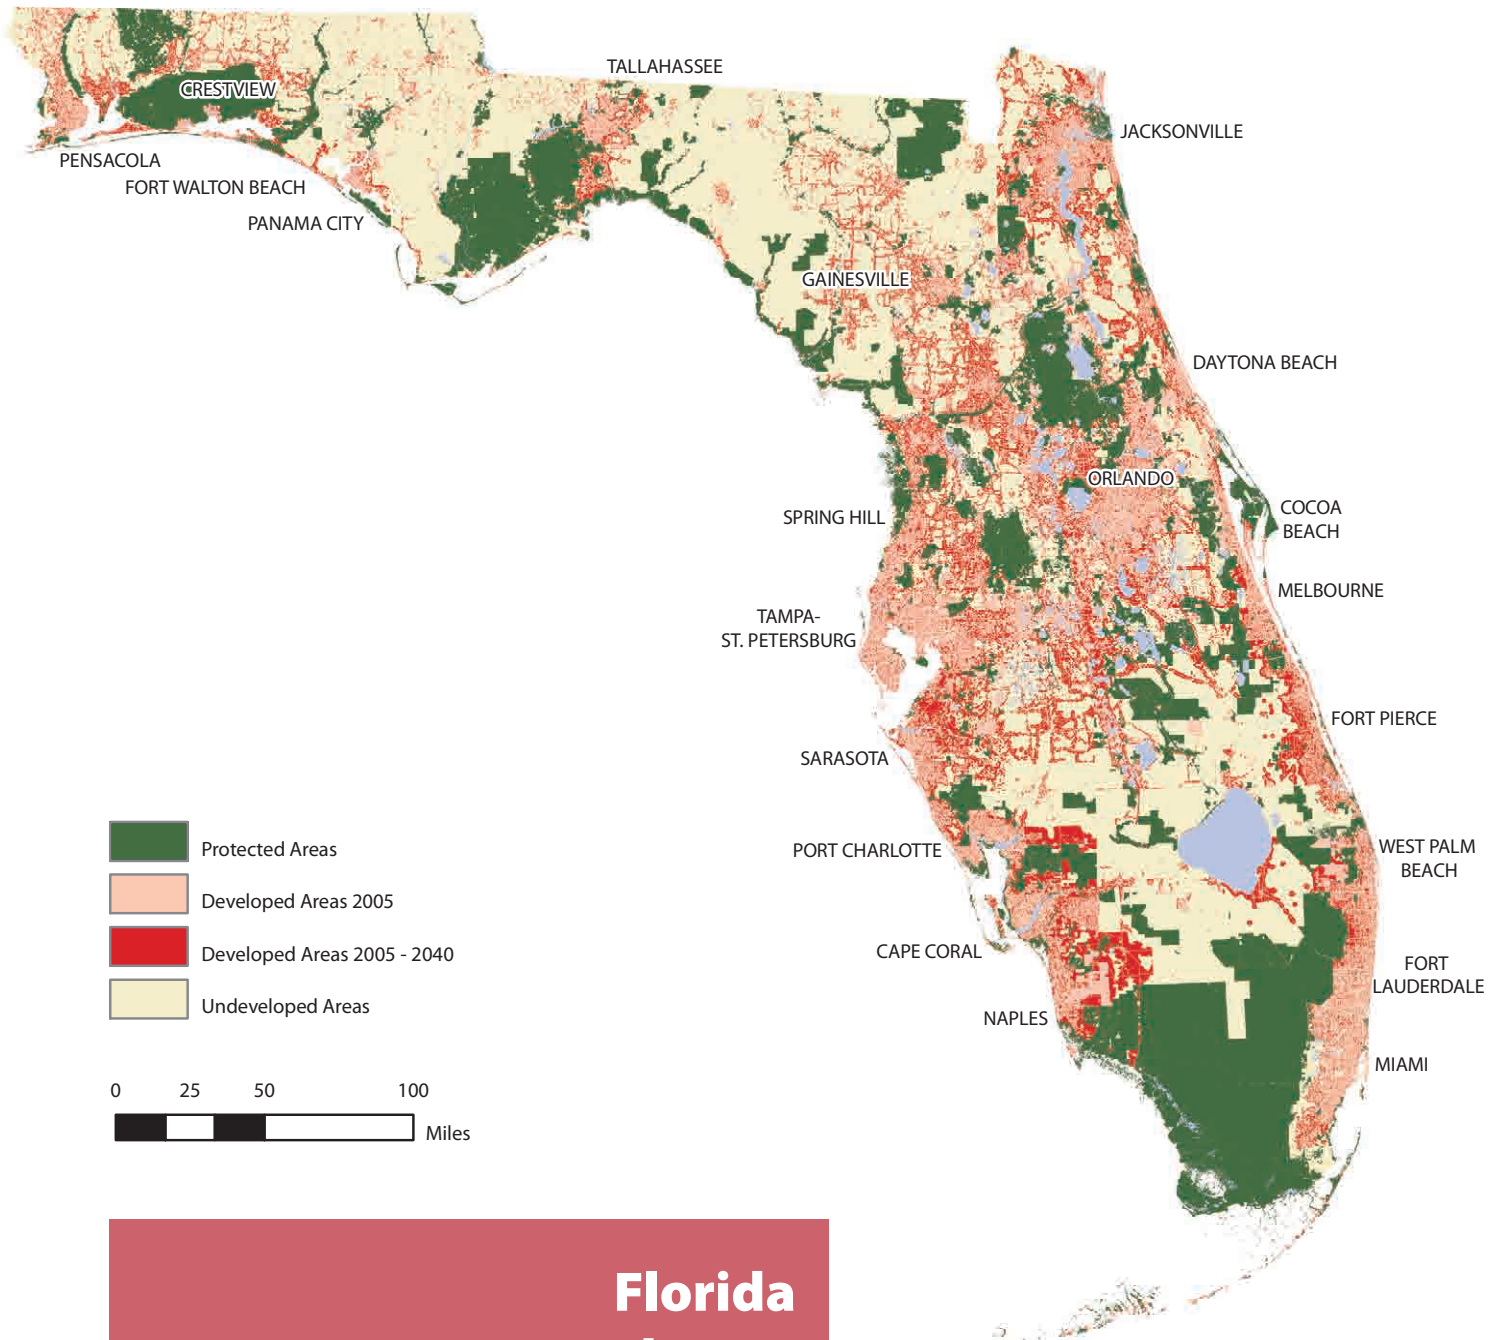 TALLAHASSEE
CRESTVIEW
JACKSONVILLE
PENSACOLA
FORT WALTON BEACH
PANAMA CITY
GAINESVILLE
DAYTONA BEACH
ORLANDO
SPRING HILL
COCOA
BEACH
MELBOURNE
TAMPA-
ST. PETERSBURG
FORT PIERCE
SARASOTA
PORT CHARLOTTE
WEST PALM
BEACH
CAPE CORAL
FORT
LAUDERDALE
NAPLES
MIAMI
Protected Areas
Developed Areas 2005
Developed Areas 2005 - 2040
Undeveloped Areas
0 25 50 100
Miles
Florida